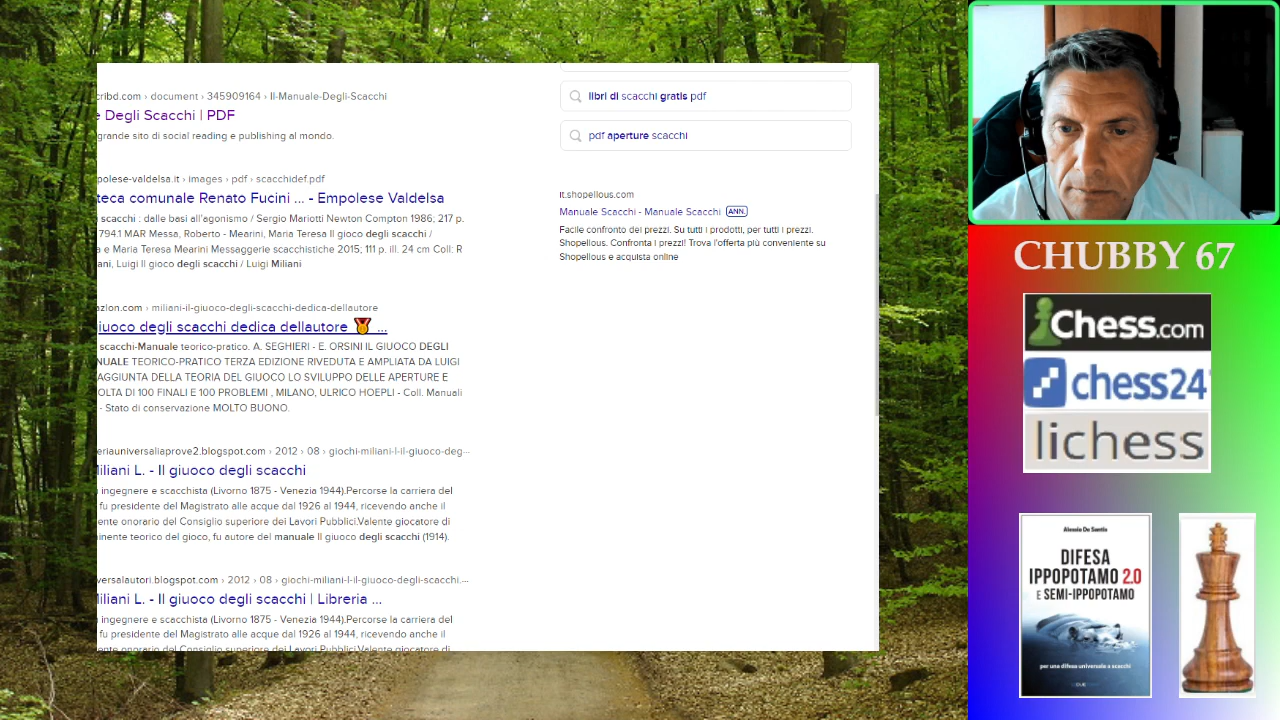 cribd.com › document › 345909164 › Il-Manuale-Degli-Scacchi
e Degli Scacchi | PDF
grande sito di social reading e publishing al mondo.
polese-valdelsa.it › images › pdf › scacchidef.pdf
teca comunale Renato Fucini ... - Empolese Valdelsa
scacchi : dalle basi all'agonismo / Sergio Mariotti Newton Compton 1986; 217 p.
794.1 MAR Messa, Roberto - Mearini, Maria Teresa Il gioco degli scacchi /
a e Maria Teresa Mearini Messaggerie scacchistiche 2015; 111 p. ill. 24 cm Coll: R
ani, Luigi Il gioco degli scacchi / Luigi Miliani
azion.com › miliani-il-giuoco-degli-scacchi-dedica-dellautore
iuoco degli scacchi dedica dellautore 🏅 ...
scacchi-Manuale teorico-pratico. A. SEGHIERI - E. ORSINI IL GIUOCO DEGLI
NUALE TEORICO-PRATICO TERZA EDIZIONE RIVEDUTA E AMPLIATA DA LUIGI
AGGIUNTA DELLA TEORIA DEL GIUOCO LO SVILUPPO DELLE APERTURE E
OLTA DI 100 FINALI E 100 PROBLEMI , MILANO, ULRICO HOEPLI - Coll. Manuali
- Stato di conservazione MOLTO BUONO.
eriauniversaliaprove2.blogspot.com › 2012 › 08 › giochi-miliani-l-il-giuoco-deg...
iliani L. - Il giuoco degli scacchi
ingegnere e scacchista (Livorno 1875 - Venezia 1944).Percorse la carriera del
fu presidente del Magistrato alle acque dal 1926 al 1944, ricevendo anche il
ente onorario del Consiglio superiore dei Lavori Pubblici.Valente giocatore di
inente teorico del gioco, fu autore del manuale Il giuoco degli scacchi (1914).
versalautori.blogspot.com › 2012 › 08 › giochi-miliani-l-il-giuoco-degli-scacchi....
iliani L. - Il giuoco degli scacchi | Libreria ...
ingegnere e scacchista (Livorno 1875 - Venezia 1944).Percorse la carriera del
fu presidente del Magistrato alle acque dal 1926 al 1944, ricevendo anche il
ente onorario del Consiglio superiore dei Lavori Pubblici.Valente giocatore di
libri di scacchi gratis pdf
pdf aperture scacchi
it.shopellous.com
Manuale Scacchi - Manuale Scacchi ANN.
Facile confronto dei prezzi. Su tutti i prodotti, per tutti i prezzi.
Shopellous. Confronta i prezzi! Trova l'offerta più conveniente su
Shopellous e acquista online
CHUBBY 67
Chess.com
chess24
lichess
Alessio De Santis
DIFESA
IPPOPOTAMO 2.0
E SEMI-IPPOPOTAMO
per una difesa universale a scacchi